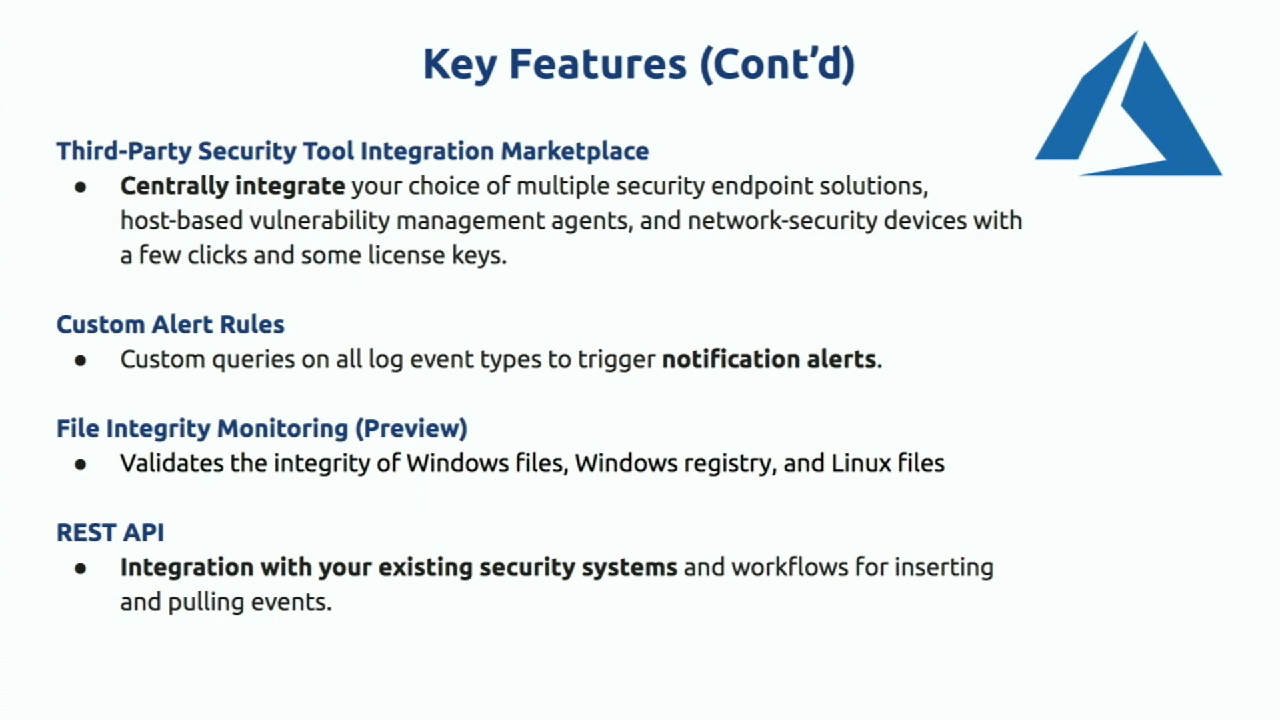 Key Features (Cont’d)
Third-Party Security Tool Integration Marketplace
● Centrally integrate your choice of multiple security endpoint solutions,
host-based vulnerability management agents, and network-security devices with
a few clicks and some license keys.
Custom Alert Rules
● Custom queries on all log event types to trigger notification alerts.
File Integrity Monitoring (Preview)
● Validates the integrity of Windows files, Windows registry, and Linux files
REST API
● Integration with your existing security systems and workflows for inserting
and pulling events.